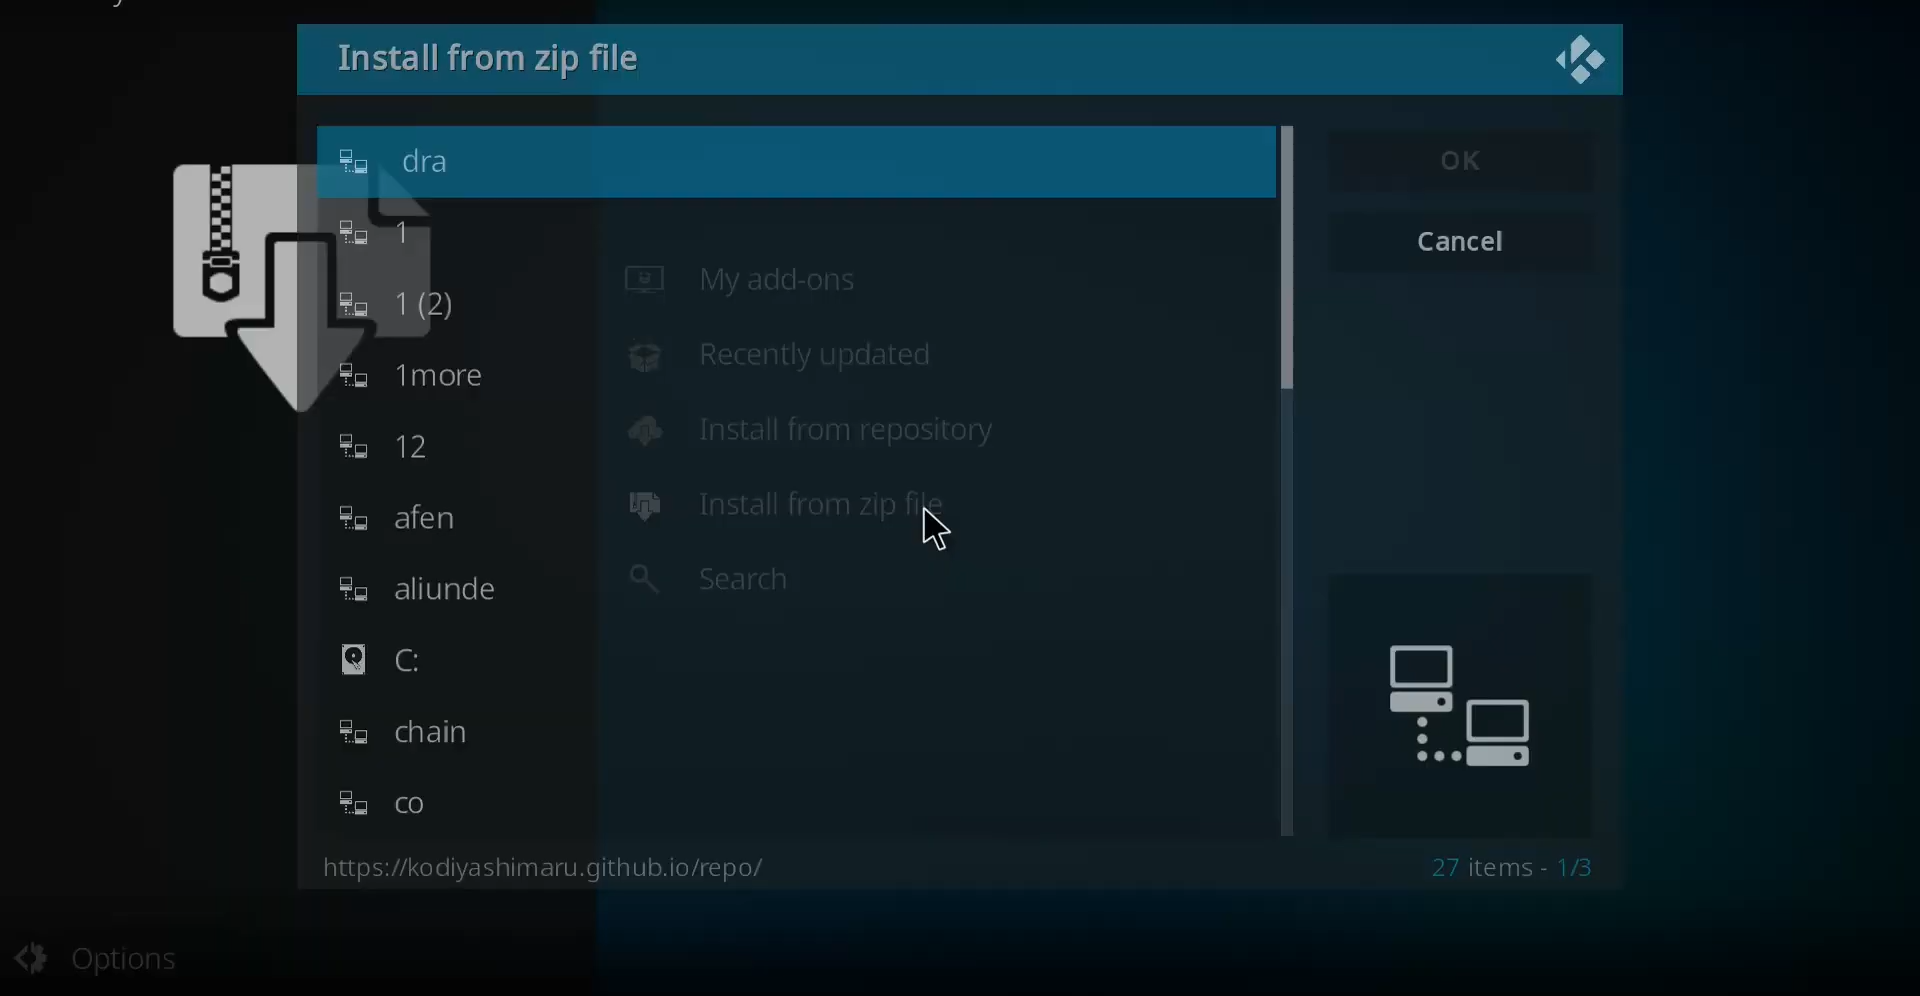 Install from zip file
dra
1
1 (2)
1more
12
afen
aliunde
C:
chain
co
My add-ons
Recently updated
Install from repository
Install from zip file
Search
OK
Cancel
https://kodiyashimaru.github.io/repo/
27 items - 1/3
Options